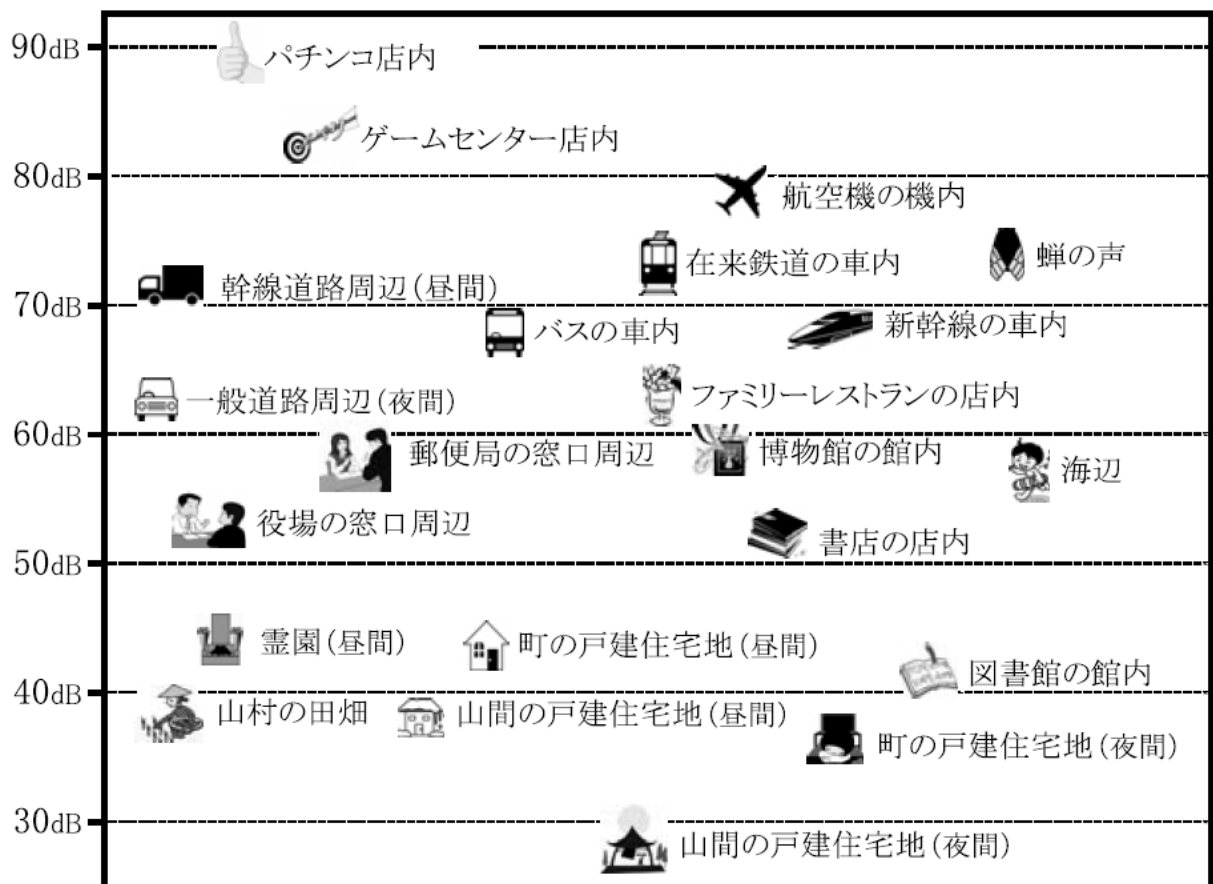 90dB
パチンコ店内
ゲームセンター店内
80dB
航空機の機内
在来鉄道の車内
蝉の声
幹線道路周辺(昼間)
70dB
バスの車内
新幹線の車内
一般道路周辺(夜間)
ファミリーレストランの店内
60dB
郵便局の窓口周辺
博物館の館内
海辺
役場の窓口周辺
書店の店内
50dB
霊園(昼間)
町の戸建住宅地(昼間)
図書館の館内
40dB
山村の田畑
山間の戸建住宅地(昼間)
町の戸建住宅地(夜間)
30dB
山間の戸建住宅地(夜間)